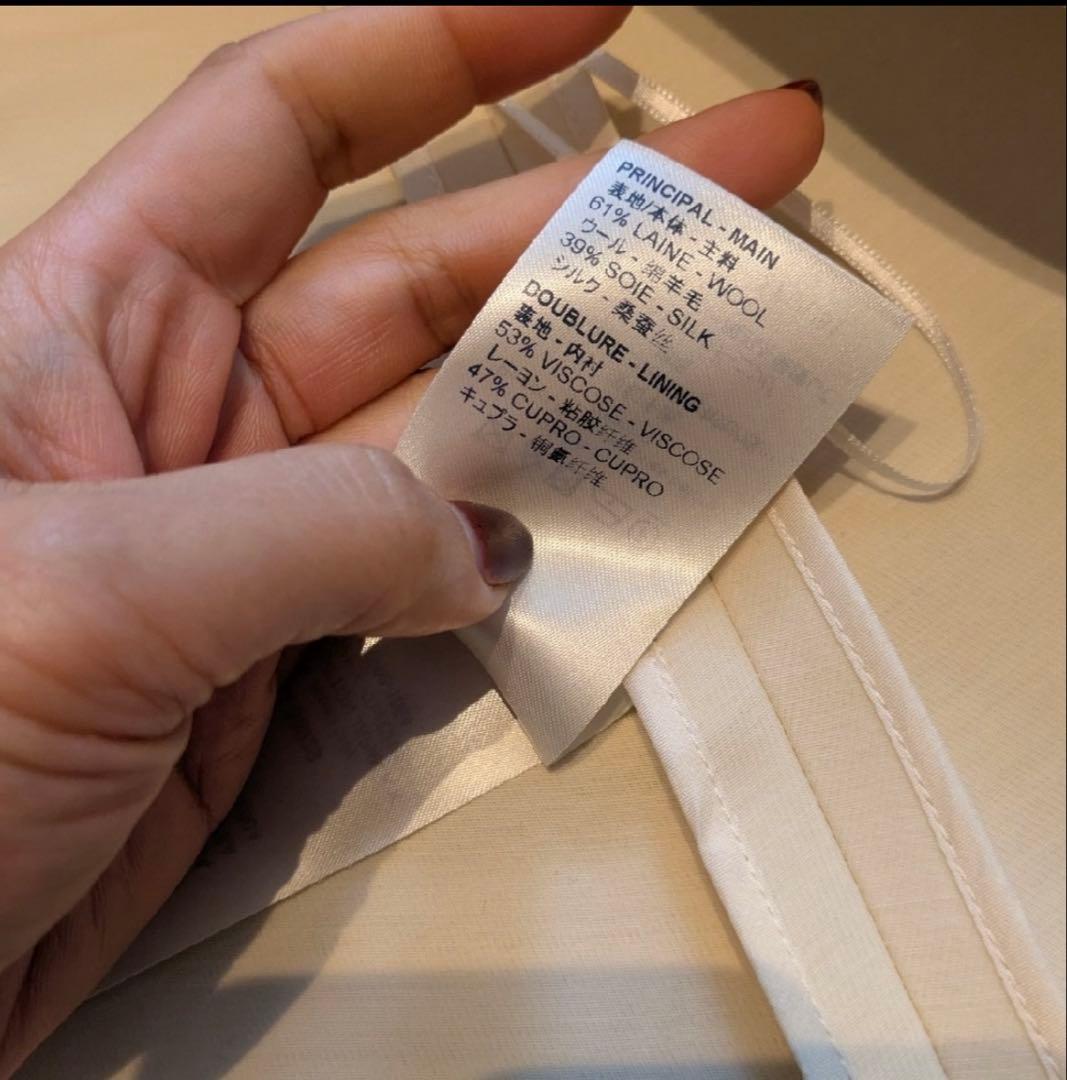 PRINCIPAL - MAIN
表地/本体 - 主料
61% LAINE - WOOL
ウール - 绵羊毛
39% SOIE - SILK
シルク - 桑蚕丝
DOUBLURE - LINING
裏地 - 内衬
53% VISCOSE - VISCOSE
レーヨン - 粘胶纤维
47% CUPRO - CUPRO
キュプラ - 铜氨纤维